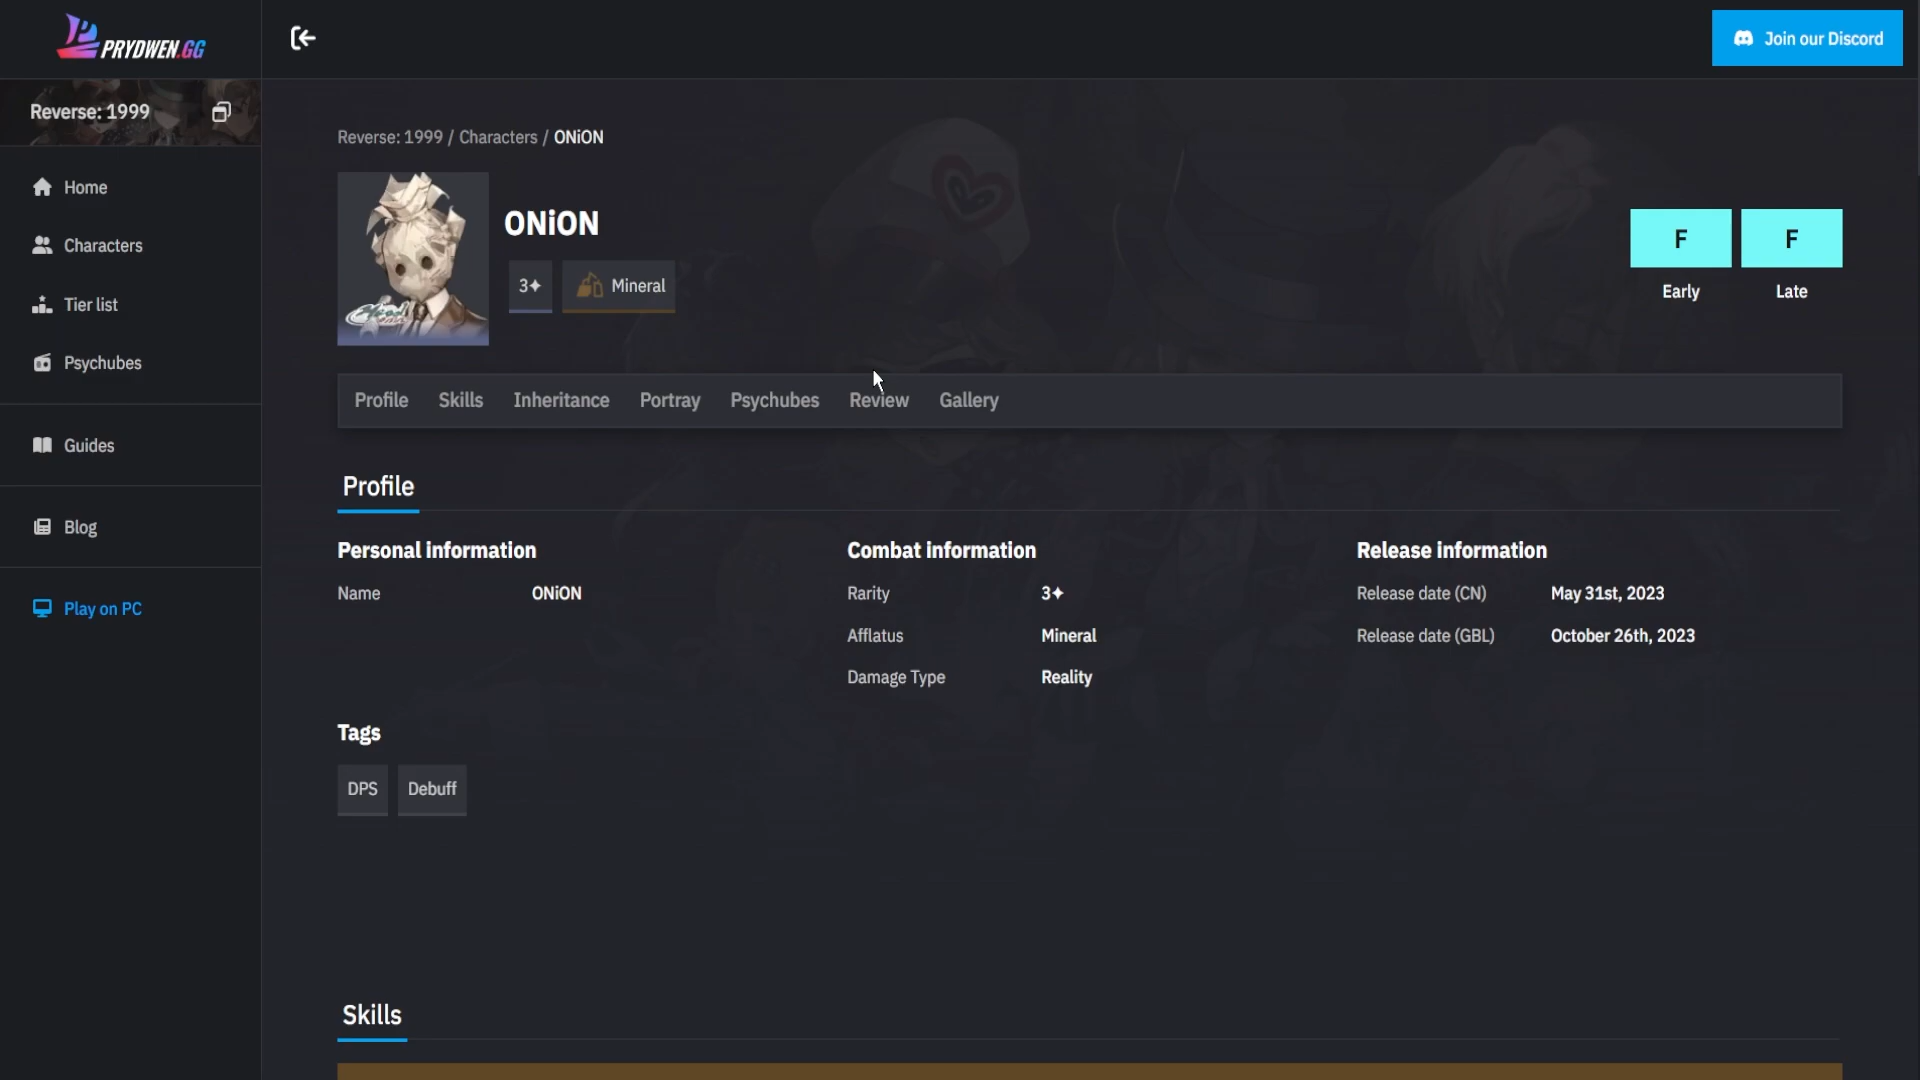 PRYDWEN.GG
Join our Discord
Reverse: 1999
Home
Characters
Tier list
Psychubes
Guides
Blog
Play on PC
Reverse: 1999 / Characters / ONiON
ONiON
3✦ Mineral
F F
Early Late
Profile Skills Inheritance Portray Psychubes Review Gallery
Profile
Personal information
Name ONiON
Combat information
Rarity 3✦
Afflatus Mineral
Damage Type Reality
Release information
Release date (CN) May 31st, 2023
Release date (GBL) October 26th, 2023
Tags
DPS Debuff
Skills